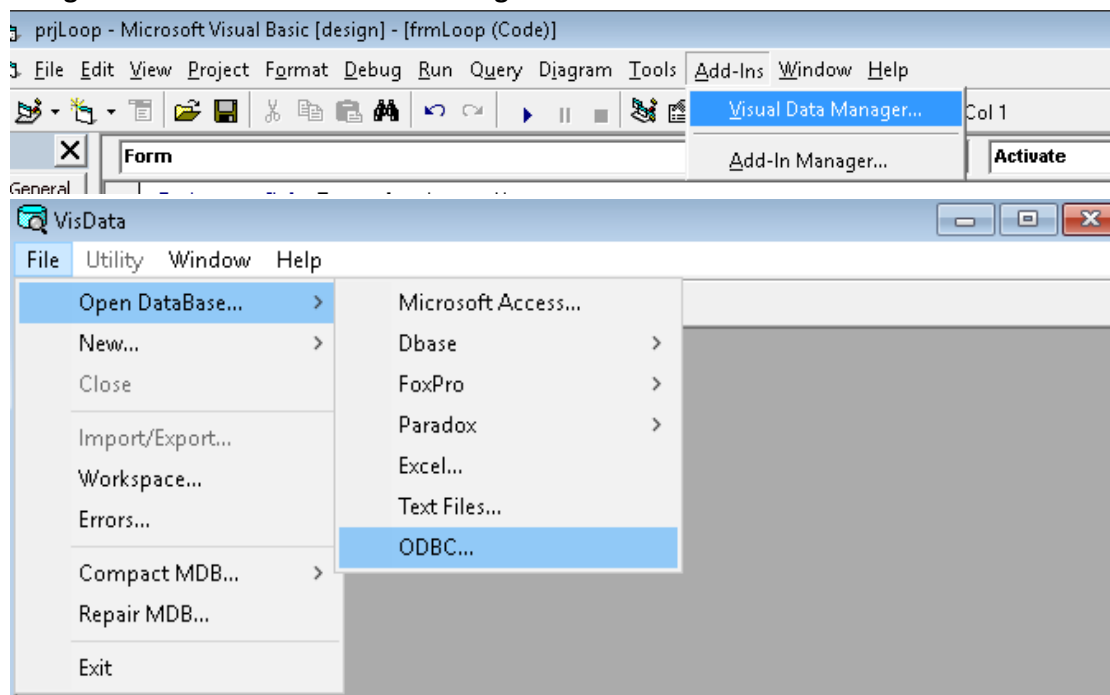 prjLoop - Microsoft Visual Basic [design] - [frmLoop (Code)]
File Edit View Project Format Debug Run Query Diagram Tools Add-Ins Window Help
Visual Data Manager...
Col 1
Add-In Manager...
Form
Activate
General
VisData
File Utility Window Help
Open DataBase... >
Microsoft Access...
New... >
Dbase >
Close
FoxPro >
Import/Export...
Paradox >
Workspace...
Excel...
Errors...
Text Files...
ODBC...
Compact MDB... >
Repair MDB...
Exit